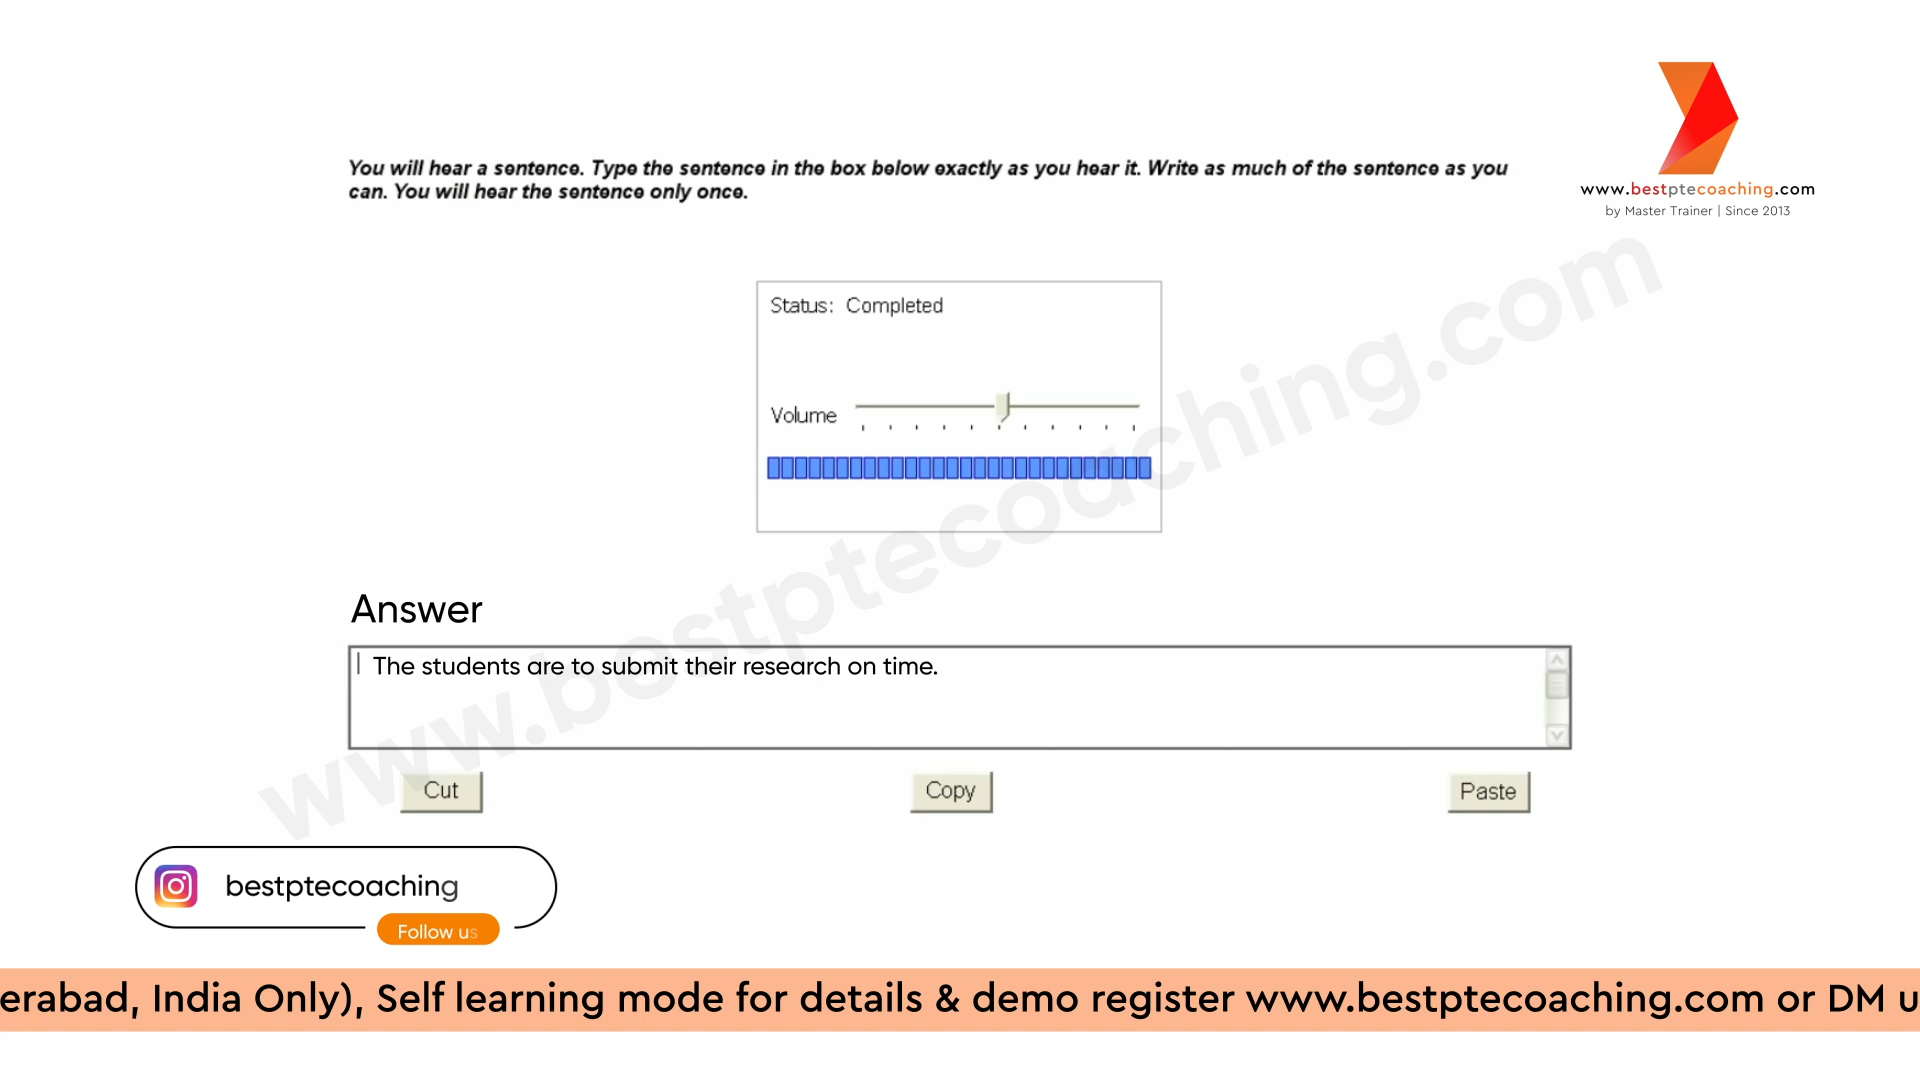 You will hear a sentence. Type the sentence in the box below exactly as you hear it. Write as much of the sentence as you
can. You will hear the sentence only once.
www.bestptecoaching.com
by Master Trainer | Since 2013
Status: Completed
Volume
www.bestptecoaching.com
Answer
The students are to submit their research on time.
Cut
Copy
Paste
bestptecoaching
Follow us
erabad, India Only), Self learning mode for details & demo register www.bestptecoaching.com or DM u